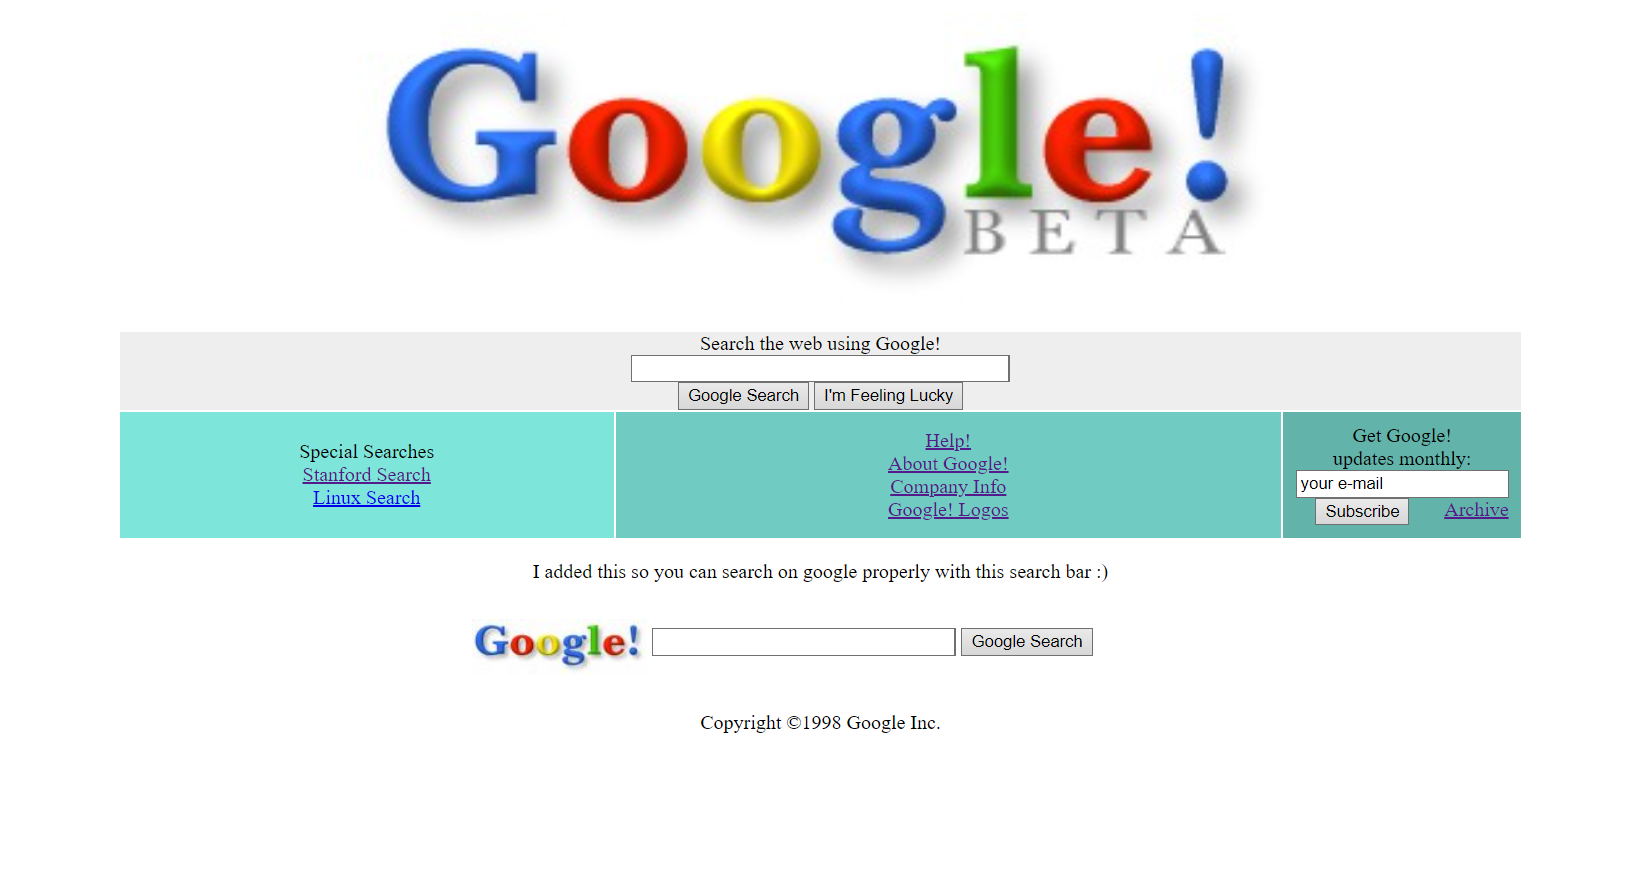 Google!
BETA
Search the web using Google!
Google Search I'm Feeling Lucky
Special Searches
Stanford Search
Linux Search
Help!
About Google!
Company Info
Google! Logos
Get Google!
updates monthly:
your e-mail
Subscribe Archive
I added this so you can search on google properly with this search bar :)
Google! Google Search
Copyright ©1998 Google Inc.